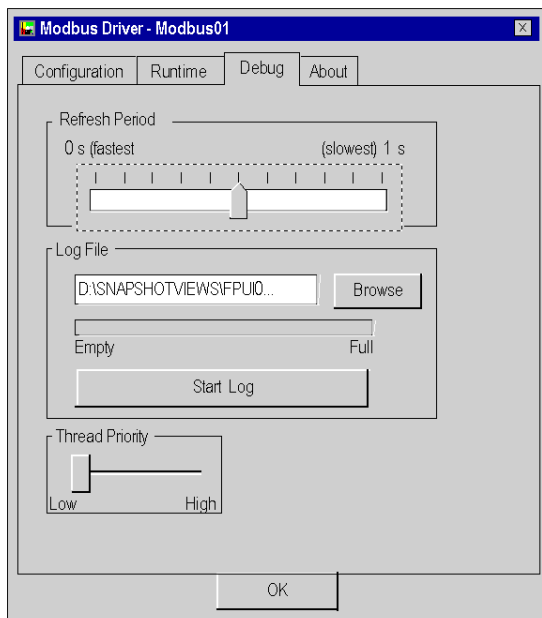 Modbus Driver - Modbus01
Configuration Runtime Debug About
Refresh Period
0 s (fastest (slowest) 1 s
Log File
D:\SNAPSHOTVIEWS\FPUI0... Browse
Empty Full
Start Log
Thread Priority
Low High
OK